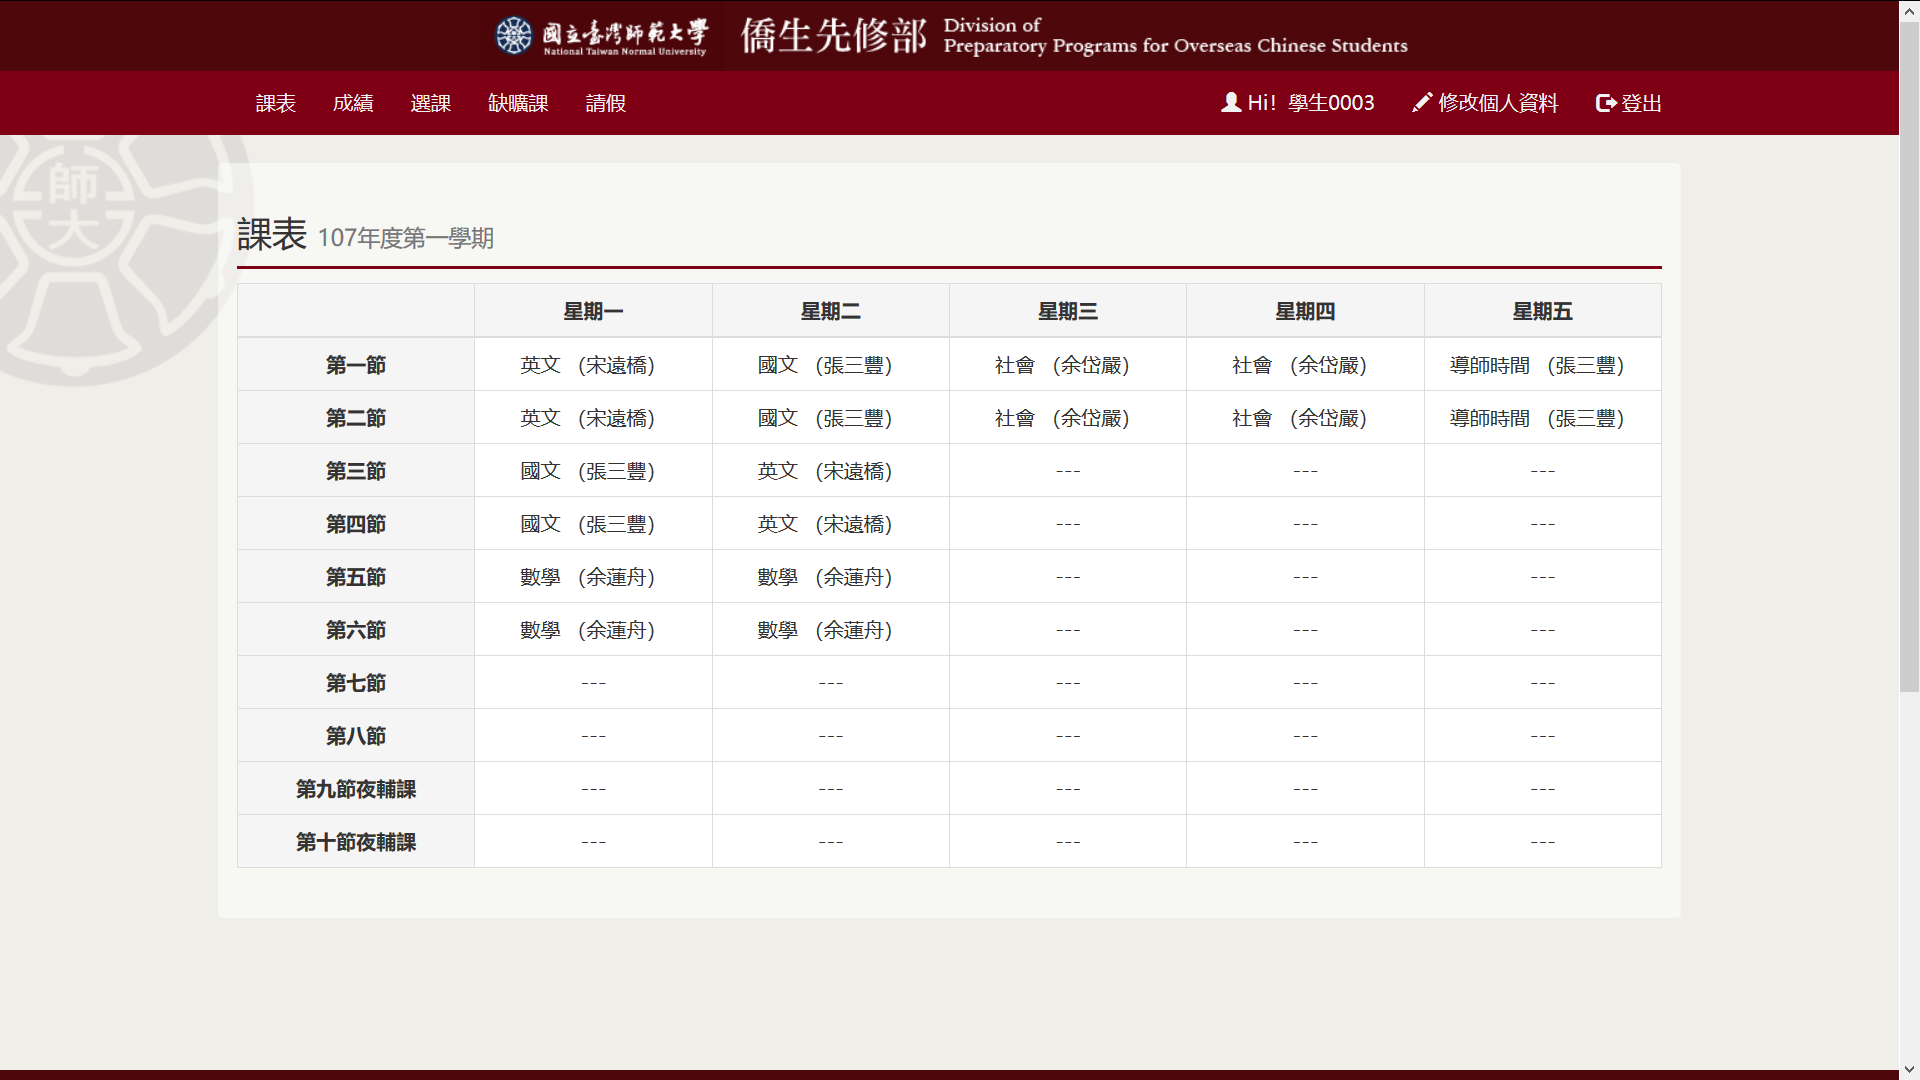 國立臺灣師範大學
National Taiwan Normal University
僑生先修部
Division of
Preparatory Programs for Overseas Chinese Students
課表 成績 選課 缺曠課 請假 Hi! 學生0003 修改個人資料 登出
師大
課表 107年度第一學期
星期一 星期二 星期三 星期四 星期五
第一節 英文 (宋遠橋) 國文 (張三豐) 社會 (余岱嚴) 社會 (余岱嚴) 導師時間 (張三豐)
第二節 英文 (宋遠橋) 國文 (張三豐) 社會 (余岱嚴) 社會 (余岱嚴) 導師時間 (張三豐)
第三節 國文 (張三豐) 英文 (宋遠橋) --- --- ---
第四節 國文 (張三豐) 英文 (宋遠橋) --- --- ---
第五節 數學 (余蓮舟) 數學 (余蓮舟) --- --- ---
第六節 數學 (余蓮舟) 數學 (余蓮舟) --- --- ---
第七節 --- --- --- --- ---
第八節 --- --- --- --- ---
第九節夜輔課 --- --- --- --- ---
第十節夜輔課 --- --- --- --- ---